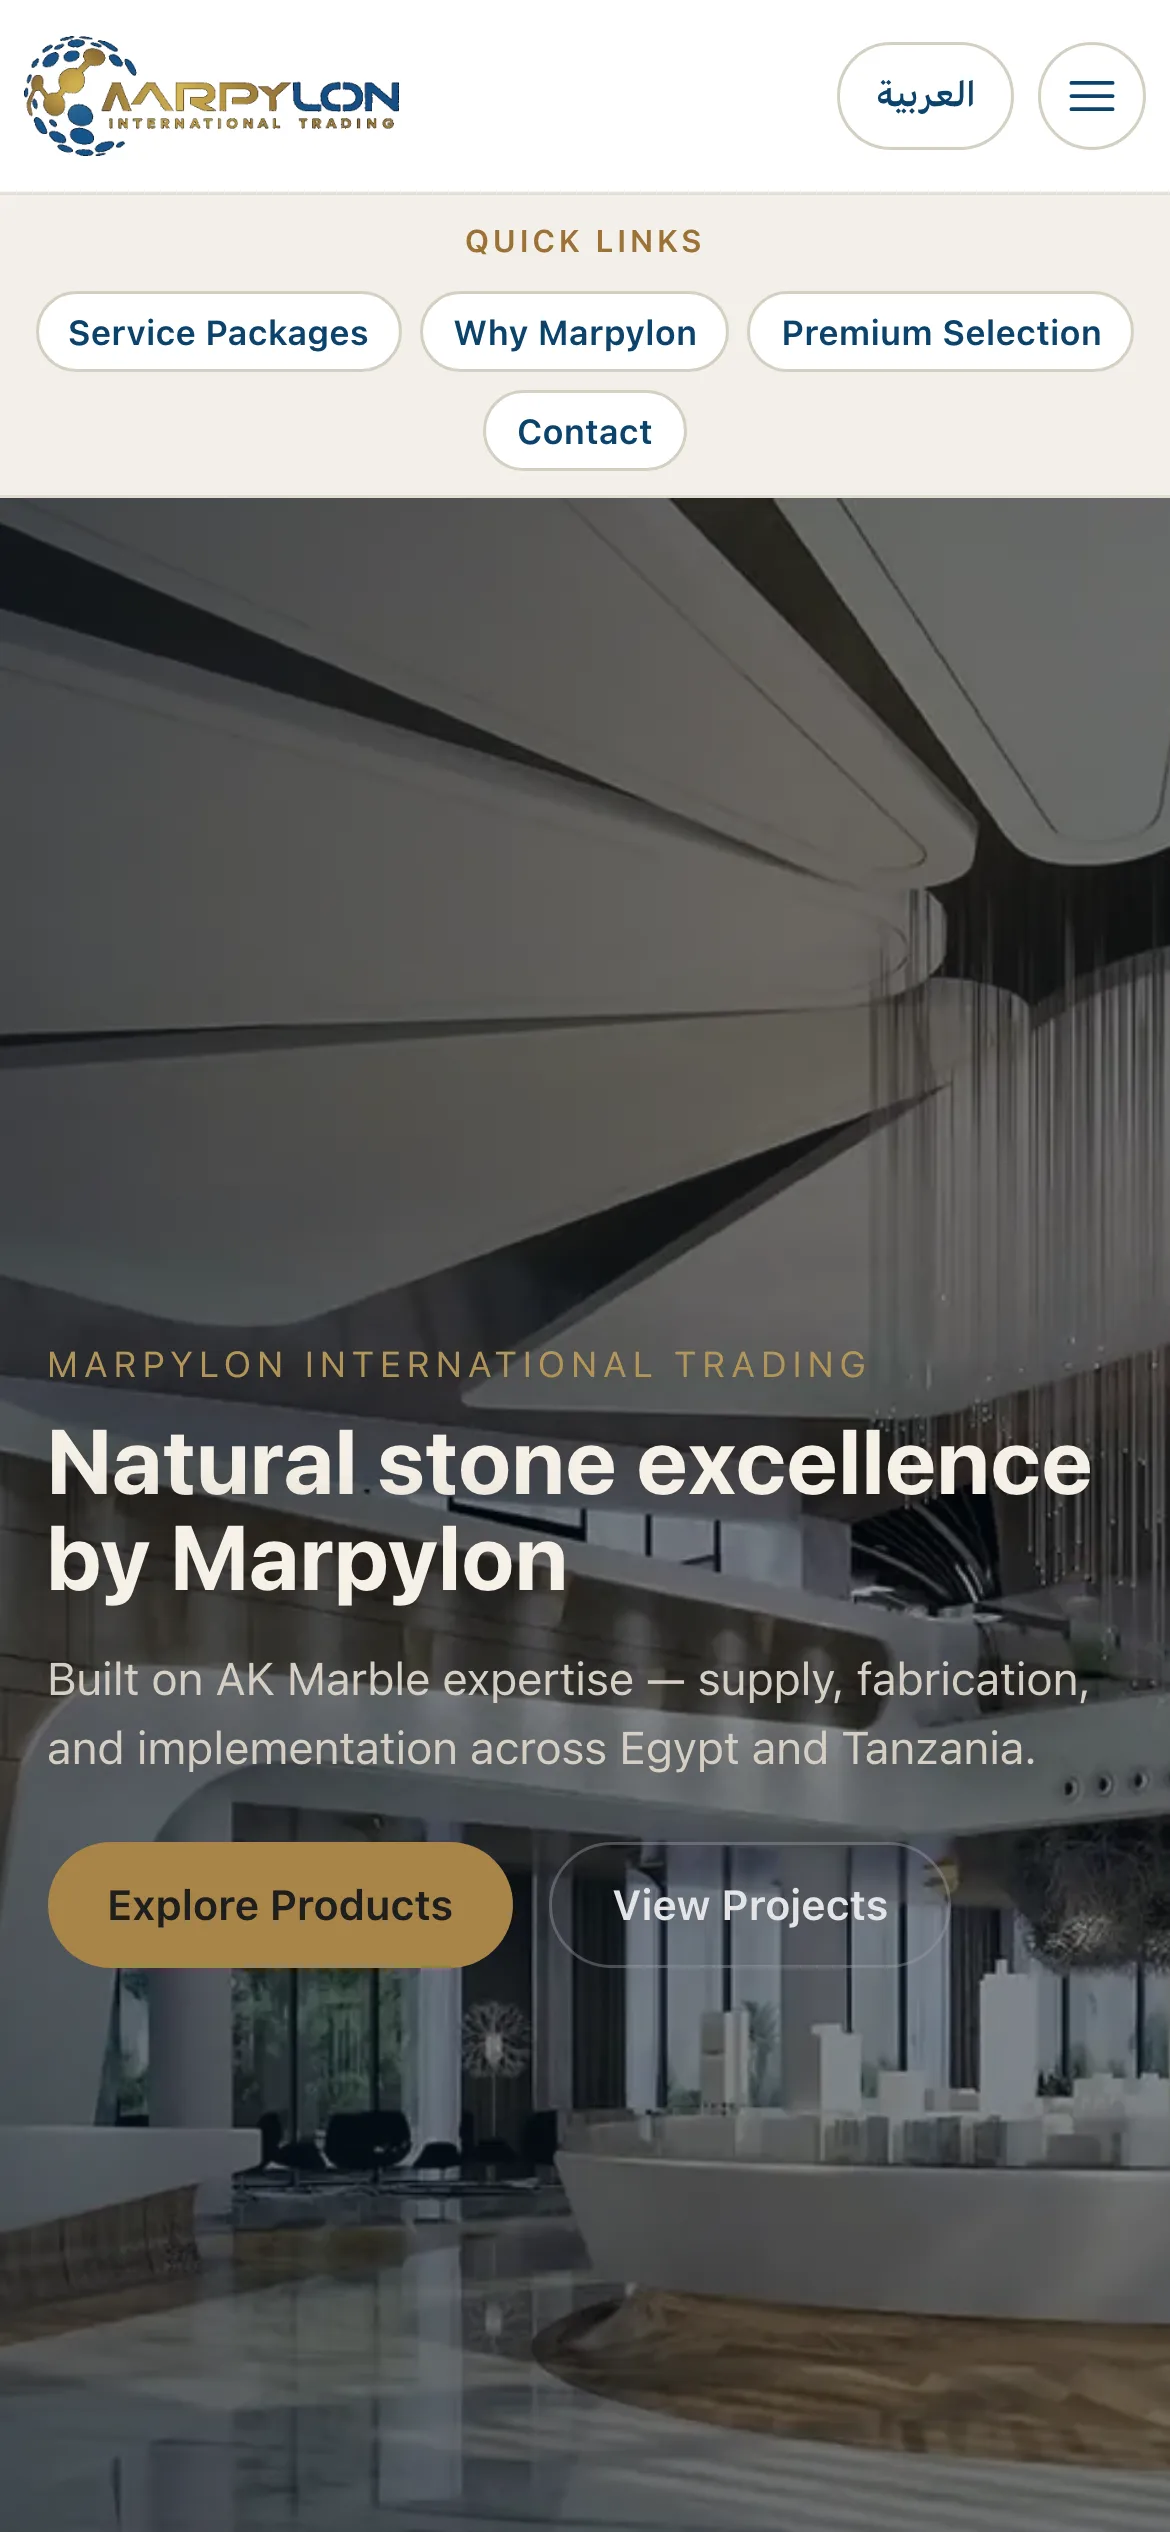 MARPYLON
INTERNATIONAL TRADING
العربية
QUICK LINKS
Service Packages
Why Marpylon
Premium Selection
Contact
MARPYLON INTERNATIONAL TRADING
Natural stone excellence
by Marpylon
Built on AK Marble expertise — supply, fabrication,
and implementation across Egypt and Tanzania.
Explore Products
View Projects